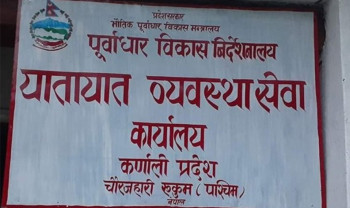 प्रदेश सरकार
भौतिक पूर्वाधार विकास मन्त्रालय
पूर्वाधार विकास निर्देशनालय
यातायात व्यवस्था सेवा
कार्यालय
कर्णाली प्रदेश
चौरजहारी रुकुम (पश्चिम)
नेपाल